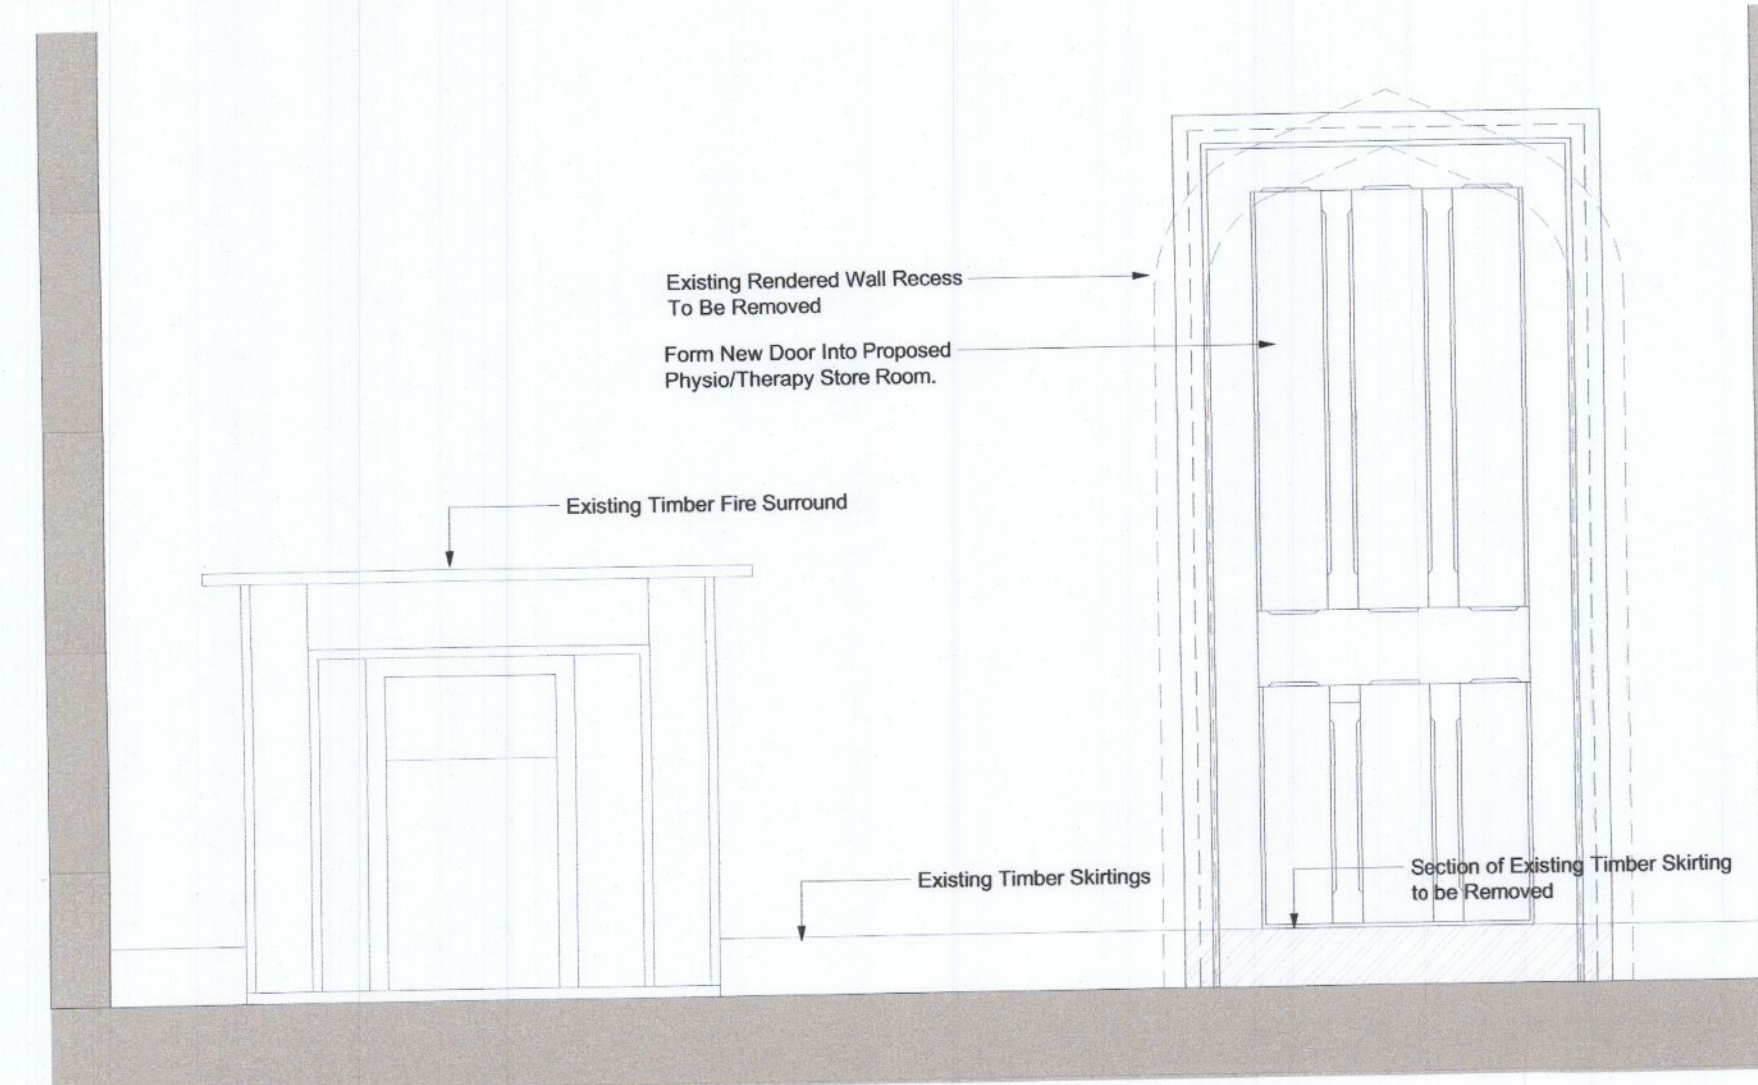 Existing Rendered Wall Recess
To Be Removed
Form New Door Into Proposed
Physio/Therapy Store Room.
Existing Timber Fire Surround
Existing Timber Skirtings
Section of Existing Timber Skirting
to be Removed